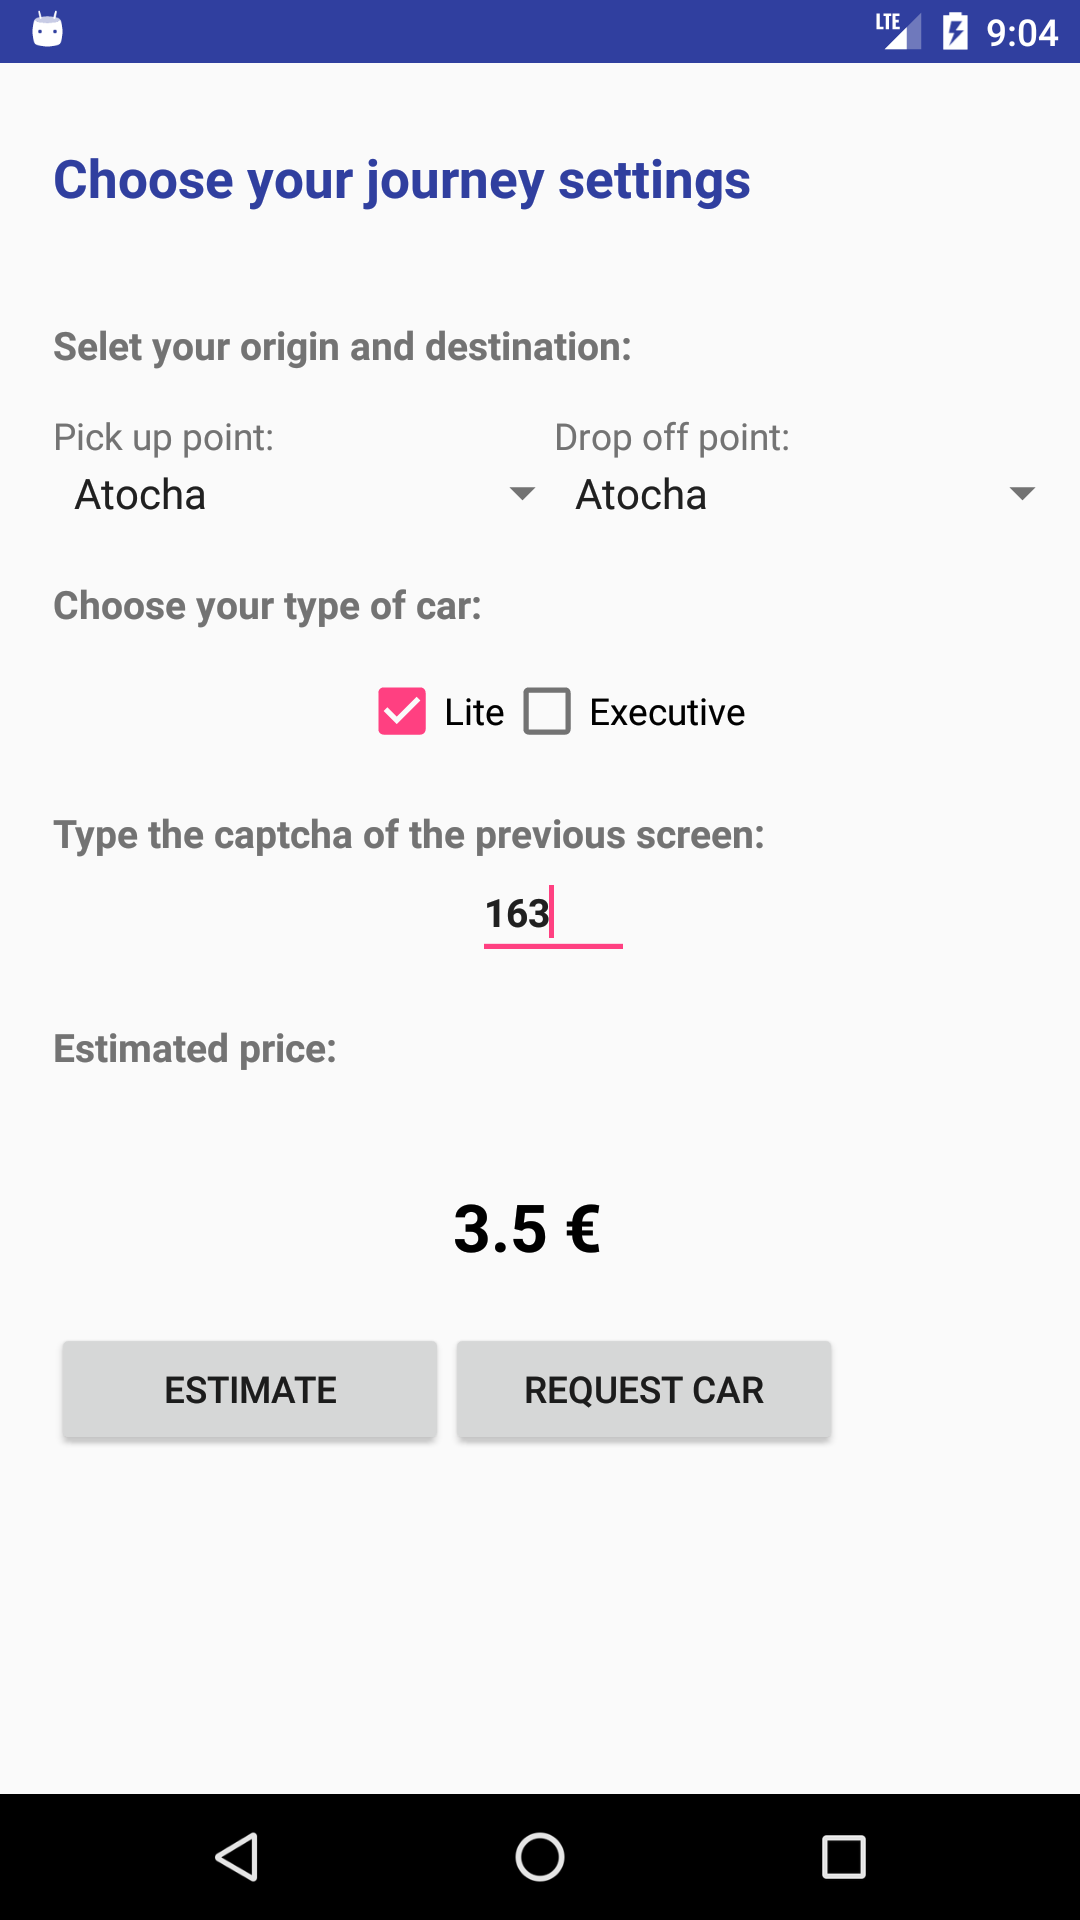 LTE 9:04
Choose your journey settings
Selet your origin and destination:
Pick up point: Drop off point:
Atocha Atocha
Choose your type of car:
Lite Executive
Type the captcha of the previous screen:
163
Estimated price:
3.5 €
ESTIMATE REQUEST CAR